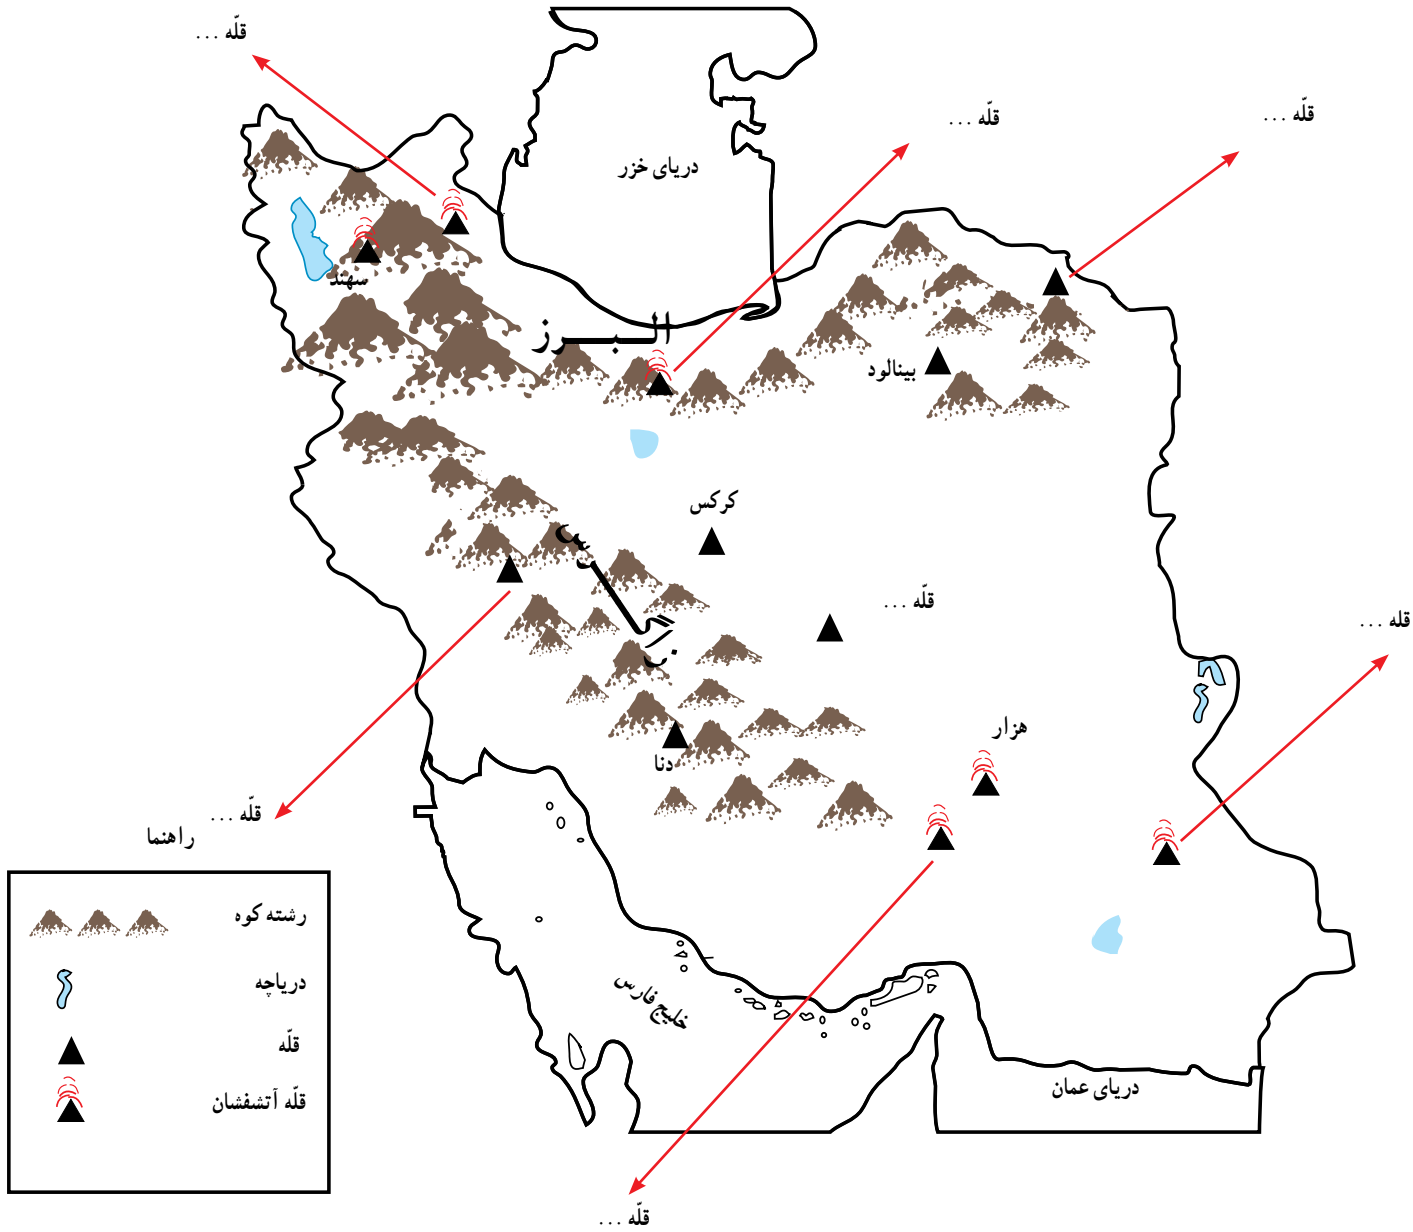 قلّه ...
قلّه ...
قلّه ...
دریای خزر
سهند
البرز
بینالود
کرکس
زاگرس
قلّه ...
قله ...
هزار
دنا
قلّه ...
راهنما
رشته کوه
دریاچه
قلّه
قلّه آتشفشان
خلیج فارس
دریای عمان
قلّه ...